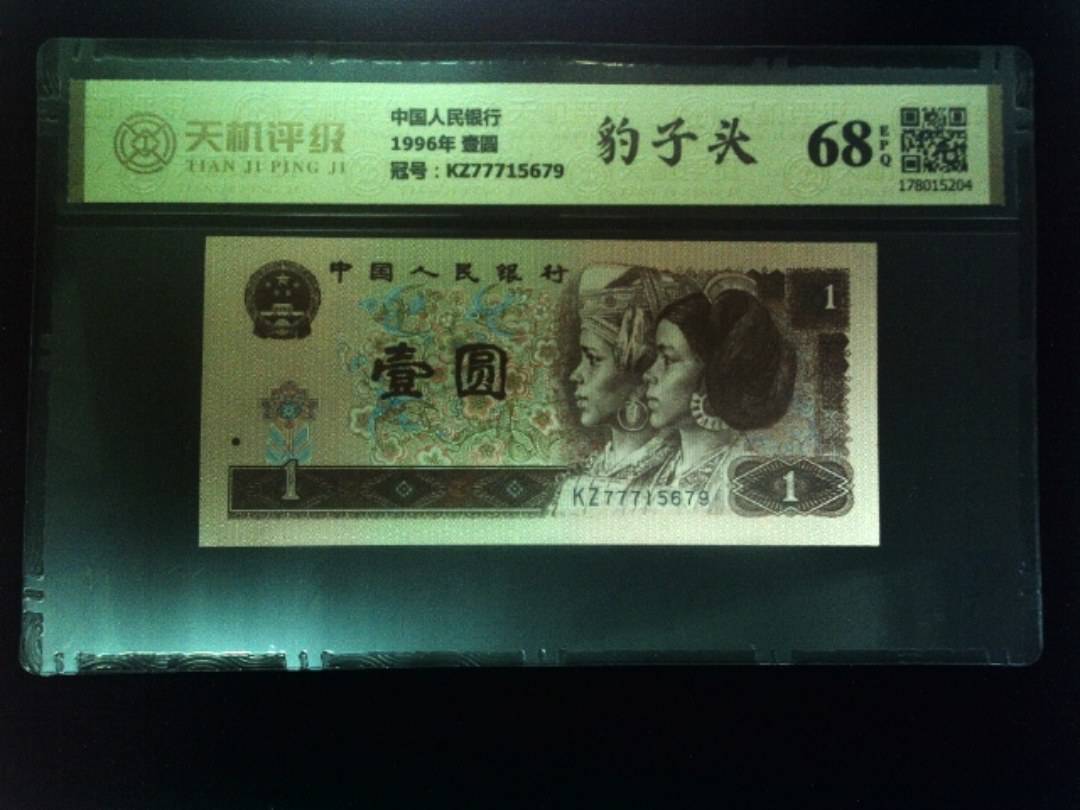 天机评级
TIAN JI PING JI
中国人民银行
1996年 壹圆
冠号：KZ77715679
豹子头
68
EPQ
178015204
中国人民银行
1
壹圆
1
KZ77715679
1